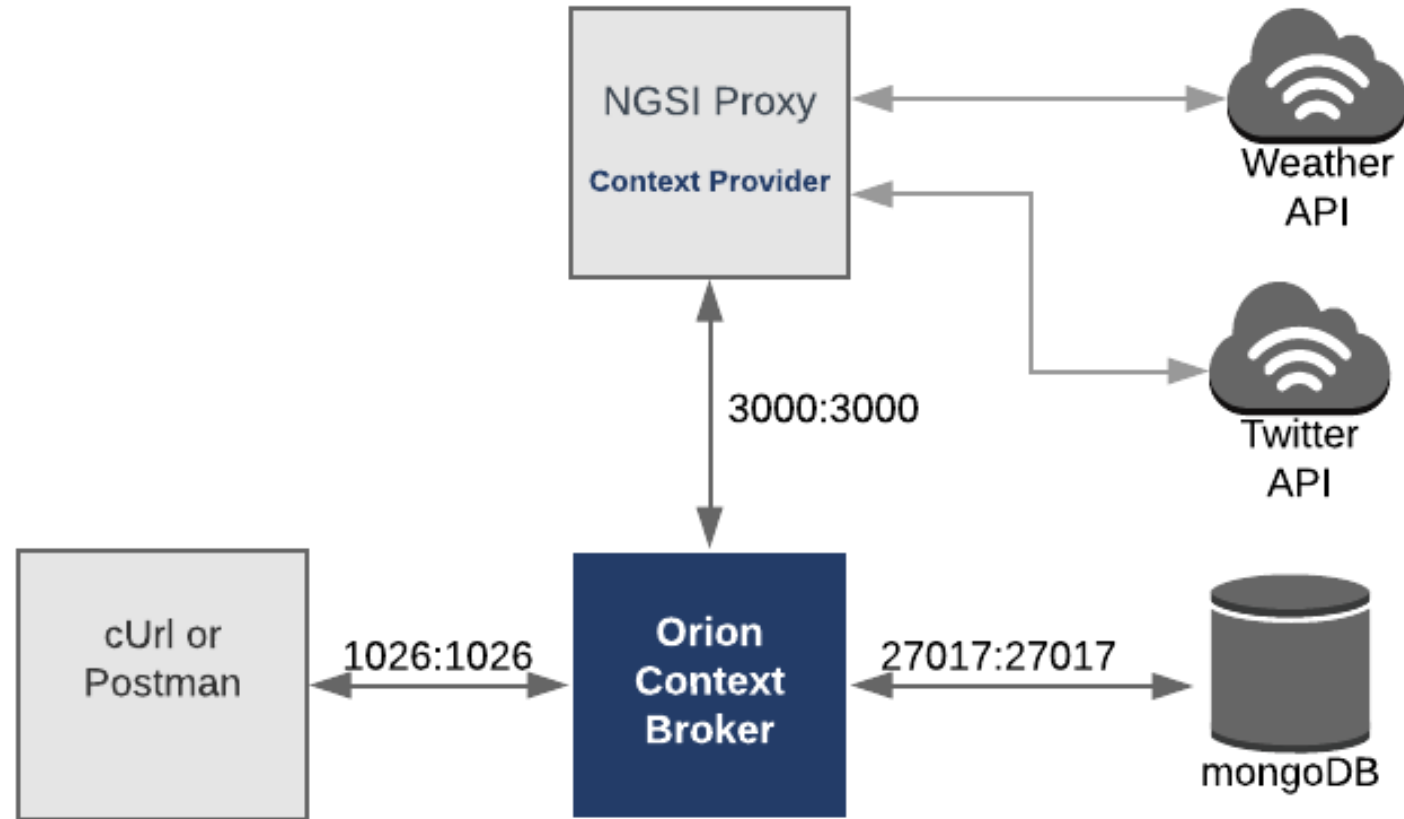 NGSI Proxy
Context Provider
Weather
API
3000:3000
Twitter
API
cUrl or
Postman
1026:1026
Orion
Context
Broker
27017:27017
mongoDB